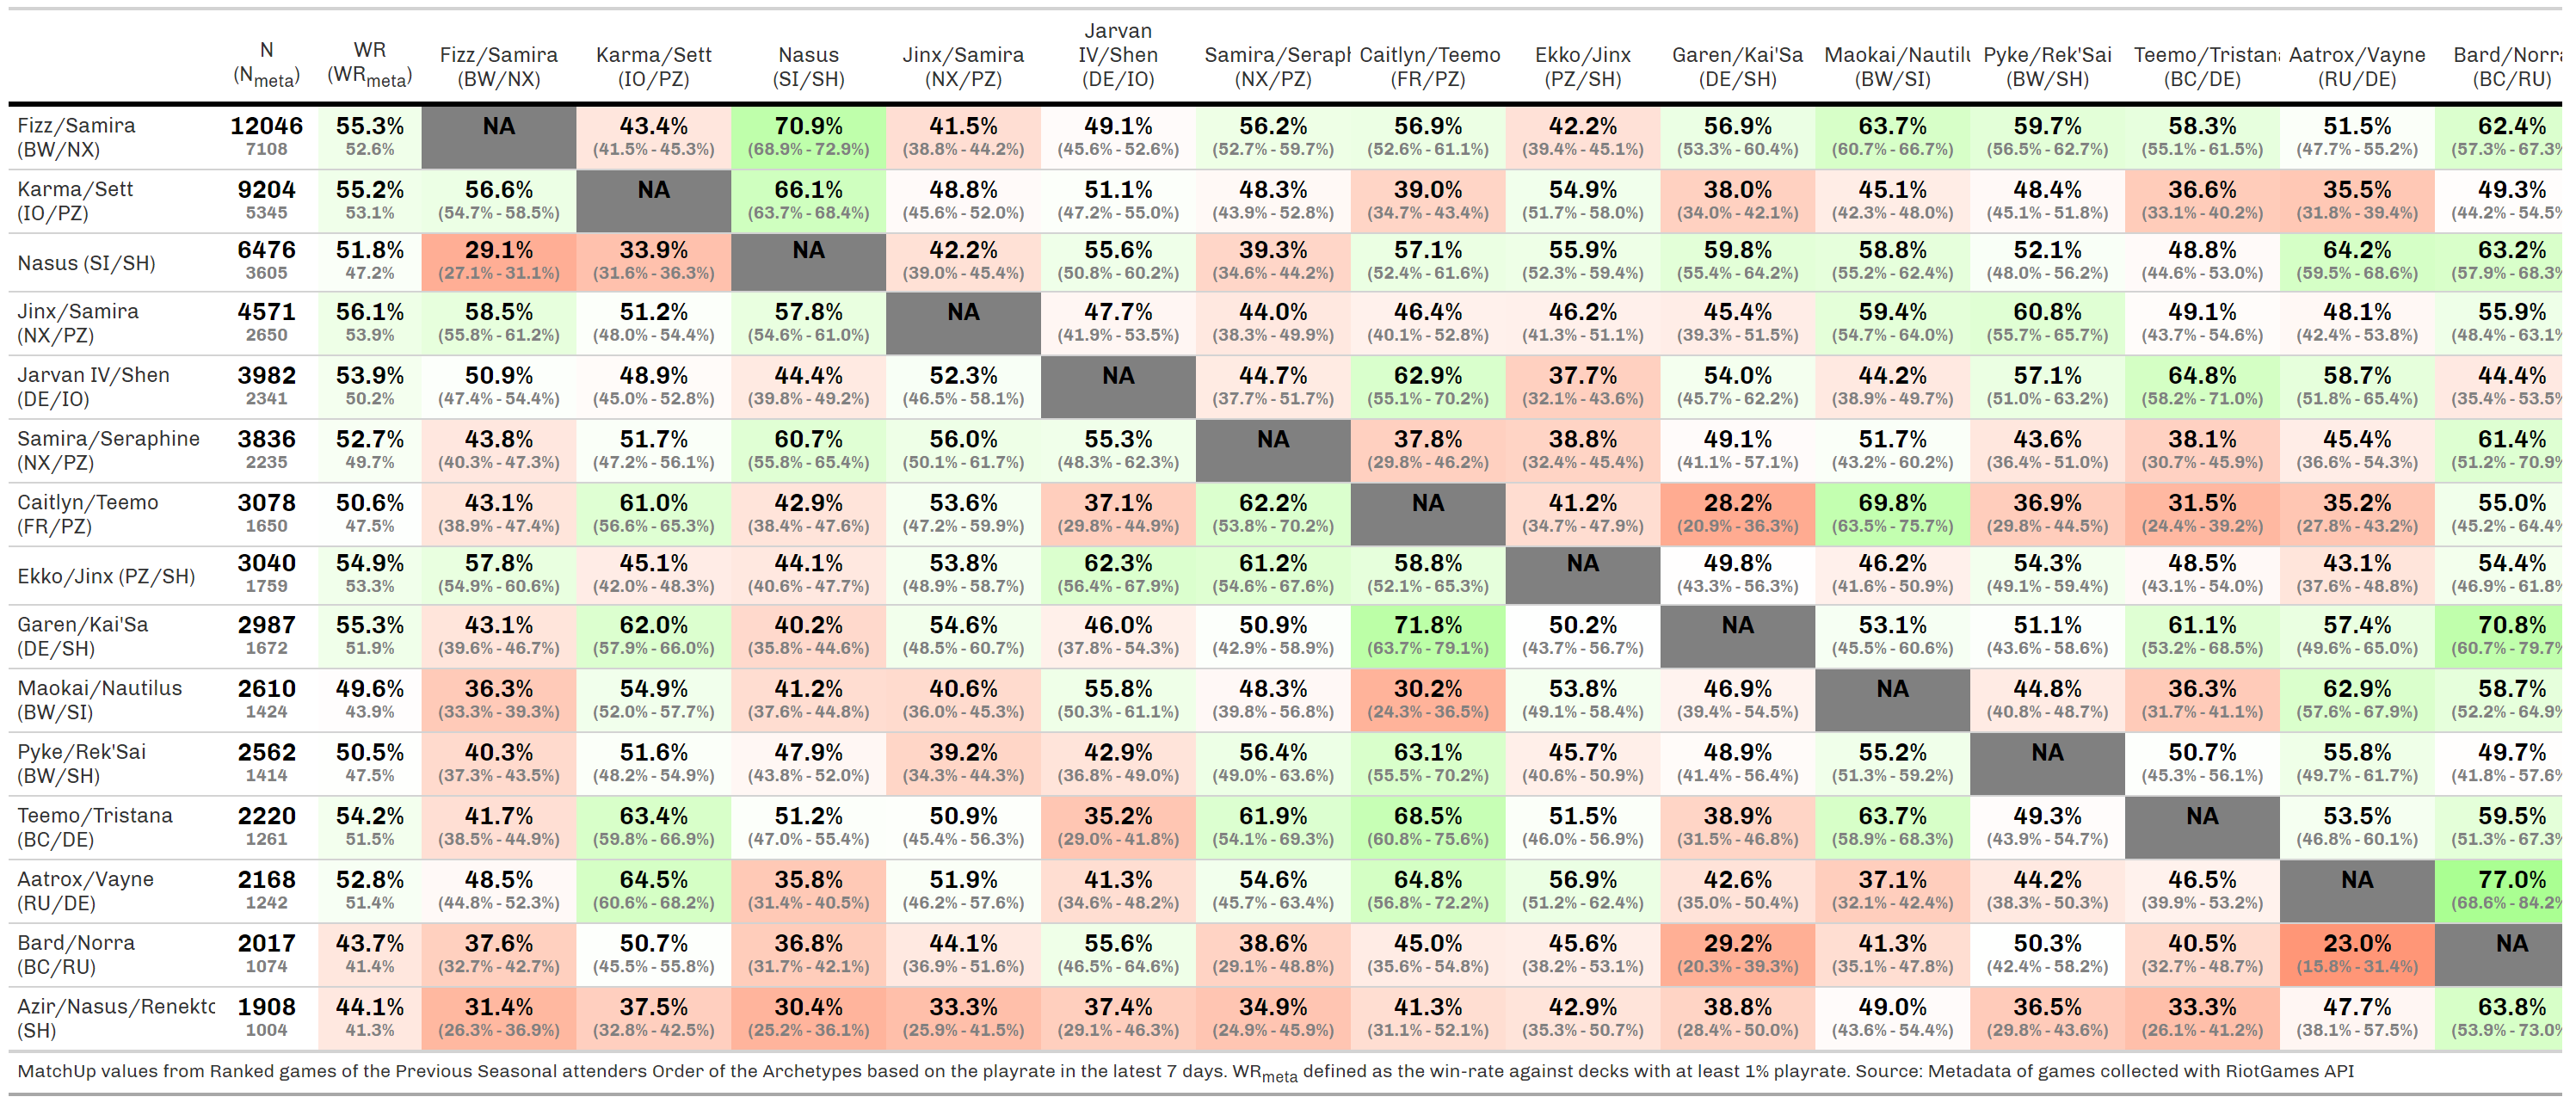 N WR Fizz/Samira Karma/Sett Nasus Jinx/Samira Jarvan IV/Shen Samira/Seraph Caitlyn/Teemo Ekko/Jinx Garen/Kai'Sa Maokai/Nautilu Pyke/Rek'Sai Teemo/Tristana Aatrox/Vayne Bard/Norra
(Nmeta) (WRmeta) (BW/NX) (IO/PZ) (SI/SH) (NX/PZ) (DE/IO) (NX/PZ) (FR/PZ) (PZ/SH) (DE/SH) (BW/SI) (BW/SH) (BC/DE) (RU/DE) (BC/RU)
Fizz/Samira 12046 55.3% NA 43.4% 70.9% 41.5% 49.1% 56.2% 56.9% 42.2% 56.9% 63.7% 59.7% 58.3% 51.5% 62.4%
(BW/NX) 7108 52.6% (41.5% - 45.3%) (68.9% - 72.9%) (38.8% - 44.2%) (45.6% - 52.6%) (52.7% - 59.7%) (52.6% - 61.1%) (39.4% - 45.1%) (53.3% - 60.4%) (60.7% - 66.7%) (56.5% - 62.7%) (55.1% - 61.5%) (47.7% - 55.2%) (57.3% - 67.3%
Karma/Sett 9204 55.2% 56.6% NA 66.1% 48.8% 51.1% 48.3% 39.0% 54.9% 38.0% 45.1% 48.4% 36.6% 35.5% 49.3%
(IO/PZ) 5345 53.1% (54.7% - 58.5%) (63.7% - 68.4%) (45.6% - 52.0%) (47.2% - 55.0%) (43.9% - 52.8%) (34.7% - 43.4%) (51.7% - 58.0%) (34.0% - 42.1%) (42.3% - 48.0%) (45.1% - 51.8%) (33.1% - 40.2%) (31.8% - 39.4%) (44.2% - 54.5%
Nasus (SI/SH) 6476 51.8% 29.1% 33.9% NA 42.2% 55.6% 39.3% 57.1% 55.9% 59.8% 58.8% 52.1% 48.8% 64.2% 63.2%
3605 47.2% (27.1% - 31.1%) (31.6% - 36.3%) (39.0% - 45.4%) (50.8% - 60.2%) (34.6% - 44.2%) (52.4% - 61.6%) (52.3% - 59.4%) (55.4% - 64.2%) (55.2% - 62.4%) (48.0% - 56.2%) (44.6% - 53.0%) (59.5% - 68.6%) (57.9% - 68.3%
Jinx/Samira 4571 56.1% 58.5% 51.2% 57.8% NA 47.7% 44.0% 46.4% 46.2% 45.4% 59.4% 60.8% 49.1% 48.1% 55.9%
(NX/PZ) 2650 53.9% (55.8% - 61.2%) (48.0% - 54.4%) (54.6% - 61.0%) (41.9% - 53.5%) (38.3% - 49.9%) (40.1% - 52.8%) (41.3% - 51.1%) (39.3% - 51.5%) (54.7% - 64.0%) (55.7% - 65.7%) (43.7% - 54.6%) (42.4% - 53.8%) (48.4% - 63.1%
Jarvan IV/Shen 3982 53.9% 50.9% 48.9% 44.4% 52.3% NA 44.7% 62.9% 37.7% 54.0% 44.2% 57.1% 64.8% 58.7% 44.4%
(DE/IO) 2341 50.2% (47.4% - 54.4%) (45.0% - 52.8%) (39.8% - 49.2%) (46.5% - 58.1%) (37.7% - 51.7%) (55.1% - 70.2%) (32.1% - 43.6%) (45.7% - 62.2%) (38.9% - 49.7%) (51.0% - 63.2%) (58.2% - 71.0%) (51.8% - 65.4%) (35.4% - 53.5%
Samira/Seraphine 3836 52.7% 43.8% 51.7% 60.7% 56.0% 55.3% NA 37.8% 38.8% 49.1% 51.7% 43.6% 38.1% 45.4% 61.4%
(NX/PZ) 2235 49.7% (40.3% - 47.3%) (47.2% - 56.1%) (55.8% - 65.4%) (50.1% - 61.7%) (48.3% - 62.3%) (29.8% - 46.2%) (32.4% - 45.4%) (41.1% - 57.1%) (43.2% - 60.2%) (36.4% - 51.0%) (30.7% - 45.9%) (36.6% - 54.3%) (51.2% - 70.9%
Caitlyn/Teemo 3078 50.6% 43.1% 61.0% 42.9% 53.6% 37.1% 62.2% NA 41.2% 28.2% 69.8% 36.9% 31.5% 35.2% 55.0%
(FR/PZ) 1650 47.5% (38.9% - 47.4%) (56.6% - 65.3%) (38.4% - 47.6%) (47.2% - 59.9%) (29.8% - 44.9%) (53.8% - 70.2%) (34.7% - 47.9%) (20.9% - 36.3%) (63.5% - 75.7%) (29.8% - 44.5%) (24.4% - 39.2%) (27.8% - 43.2%) (45.2% - 64.4%
Ekko/Jinx (PZ/SH) 3040 54.9% 57.8% 45.1% 44.1% 53.8% 62.3% 61.2% 58.8% NA 49.8% 46.2% 54.3% 48.5% 43.1% 54.4%
1759 53.3% (54.9% - 60.6%) (42.0% - 48.3%) (40.6% - 47.7%) (48.9% - 58.7%) (56.4% - 67.9%) (54.6% - 67.6%) (52.1% - 65.3%) (43.3% - 56.3%) (41.6% - 50.9%) (49.1% - 59.4%) (43.1% - 54.0%) (37.6% - 48.8%) (46.9% - 61.8%
Garen/Kai'Sa 2987 55.3% 43.1% 62.0% 40.2% 54.6% 46.0% 50.9% 71.8% 50.2% NA 53.1% 51.1% 61.1% 57.4% 70.8%
(DE/SH) 1672 51.9% (39.6% - 46.7%) (57.9% - 66.0%) (35.8% - 44.6%) (48.5% - 60.7%) (37.8% - 54.3%) (42.9% - 58.9%) (63.7% - 79.1%) (43.7% - 56.7%) (45.5% - 60.6%) (43.6% - 58.6%) (53.2% - 68.5%) (49.6% - 65.0%) (60.7% - 79.7%
Maokai/Nautilus 2610 49.6% 36.3% 54.9% 41.2% 40.6% 55.8% 48.3% 30.2% 53.8% 46.9% NA 44.8% 36.3% 62.9% 58.7%
(BW/SI) 1424 43.9% (33.3% - 39.3%) (52.0% - 57.7%) (37.6% - 44.8%) (36.0% - 45.3%) (50.3% - 61.1%) (39.8% - 56.8%) (24.3% - 36.5%) (49.1% - 58.4%) (39.4% - 54.5%) (40.8% - 48.7%) (31.7% - 41.1%) (57.6% - 67.9%) (52.2% - 64.9%
Pyke/Rek'Sai 2562 50.5% 40.3% 51.6% 47.9% 39.2% 42.9% 56.4% 63.1% 45.7% 48.9% 55.2% NA 50.7% 55.8% 49.7%
(BW/SH) 1414 47.5% (37.3% - 43.5%) (48.2% - 54.9%) (43.8% - 52.0%) (34.3% - 44.3%) (36.8% - 49.0%) (49.0% - 63.6%) (55.5% - 70.2%) (40.6% - 50.9%) (41.4% - 56.4%) (51.3% - 59.2%) (45.3% - 56.1%) (49.7% - 61.7%) (41.8% - 57.6%
Teemo/Tristana 2220 54.2% 41.7% 63.4% 51.2% 50.9% 35.2% 61.9% 68.5% 51.5% 38.9% 63.7% 49.3% NA 53.5% 59.5%
(BC/DE) 1261 51.5% (38.5% - 44.9%) (59.8% - 66.9%) (47.0% - 55.4%) (45.4% - 56.3%) (29.0% - 41.8%) (54.1% - 69.3%) (60.8% - 75.6%) (46.0% - 56.9%) (31.5% - 46.8%) (58.9% - 68.3%) (43.9% - 54.7%) (46.8% - 60.1%) (51.3% - 67.3%
Aatrox/Vayne 2168 52.8% 48.5% 64.5% 35.8% 51.9% 41.3% 54.6% 64.8% 56.9% 42.6% 37.1% 44.2% 46.5% NA 77.0%
(RU/DE) 1242 51.4% (44.8% - 52.3%) (60.6% - 68.2%) (31.4% - 40.5%) (46.2% - 57.6%) (34.6% - 48.2%) (45.7% - 63.4%) (56.8% - 72.2%) (51.2% - 62.4%) (35.0% - 50.4%) (32.1% - 42.4%) (38.3% - 50.3%) (39.9% - 53.2%) (68.6% - 84.2%
Bard/Norra 2017 43.7% 37.6% 50.7% 36.8% 44.1% 55.6% 38.6% 45.0% 45.6% 29.2% 41.3% 50.3% 40.5% 23.0% NA
(BC/RU) 1074 41.4% (32.7% - 42.7%) (45.5% - 55.8%) (31.7% - 42.1%) (36.9% - 51.6%) (46.5% - 64.6%) (29.1% - 48.8%) (35.6% - 54.8%) (38.2% - 53.1%) (20.3% - 39.3%) (35.1% - 47.8%) (42.4% - 58.2%) (32.7% - 48.7%) (15.8% - 31.4%)
Azir/Nasus/Renekto 1908 44.1% 31.4% 37.5% 30.4% 33.3% 37.4% 34.9% 41.3% 42.9% 38.8% 49.0% 36.5% 33.3% 47.7% 63.8%
(SH) 1004 41.3% (26.3% - 36.9%) (32.8% - 42.5%) (25.2% - 36.1%) (25.9% - 41.5%) (29.1% - 46.3%) (24.9% - 45.9%) (31.1% - 52.1%) (35.3% - 50.7%) (28.4% - 50.0%) (43.6% - 54.4%) (29.8% - 43.6%) (26.1% - 41.2%) (38.1% - 57.5%) (53.9% - 73.0%
MatchUp values from Ranked games of the Previous Seasonal attenders Order of the Archetypes based on the playrate in the latest 7 days. WRmeta defined as the win-rate against decks with at least 1% playrate. Source: Metadata of games collected with RiotGames API